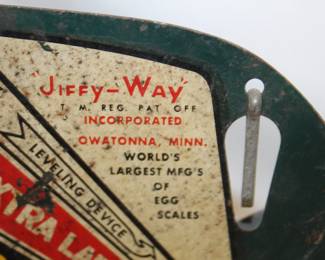 "JIFFY-WAY"
T. M. REG. PAT. OFF.
INCORPORATED
OWATONNA, MINN.
WORLD'S
LARGEST MFG'S
OF
EGG
SCALES
LEVELING DEVICE